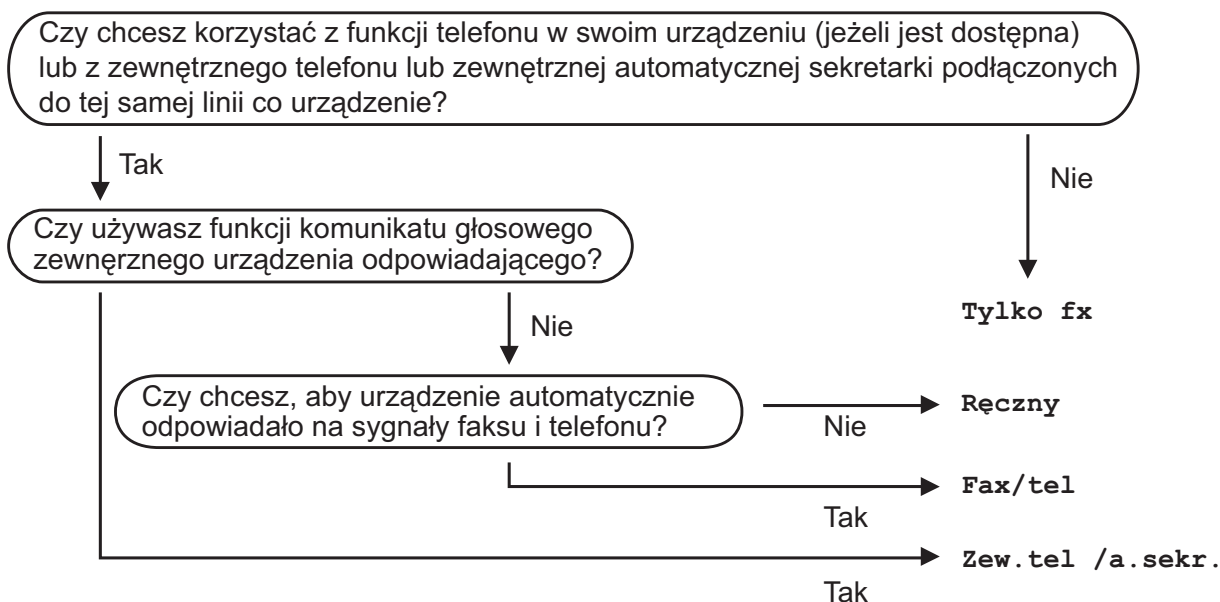 Czy chcesz korzystać z funkcji telefonu w swoim urządzeniu (jeżeli jest dostępna)
lub z zewnętrznego telefonu lub zewnętrznej automatycznej sekretarki podłączonych
do tej samej linii co urządzenie?
Tak
Nie
Czy używasz funkcji komunikatu głosowego
zewnęrznego urządzenia odpowiadającego?
Tylko fx
Nie
Czy chcesz, aby urządzenie automatycznie
odpowiadało na sygnały faksu i telefonu?
Ręczny
Nie
Fax/tel
Tak
Zew.tel /a.sekr.
Tak